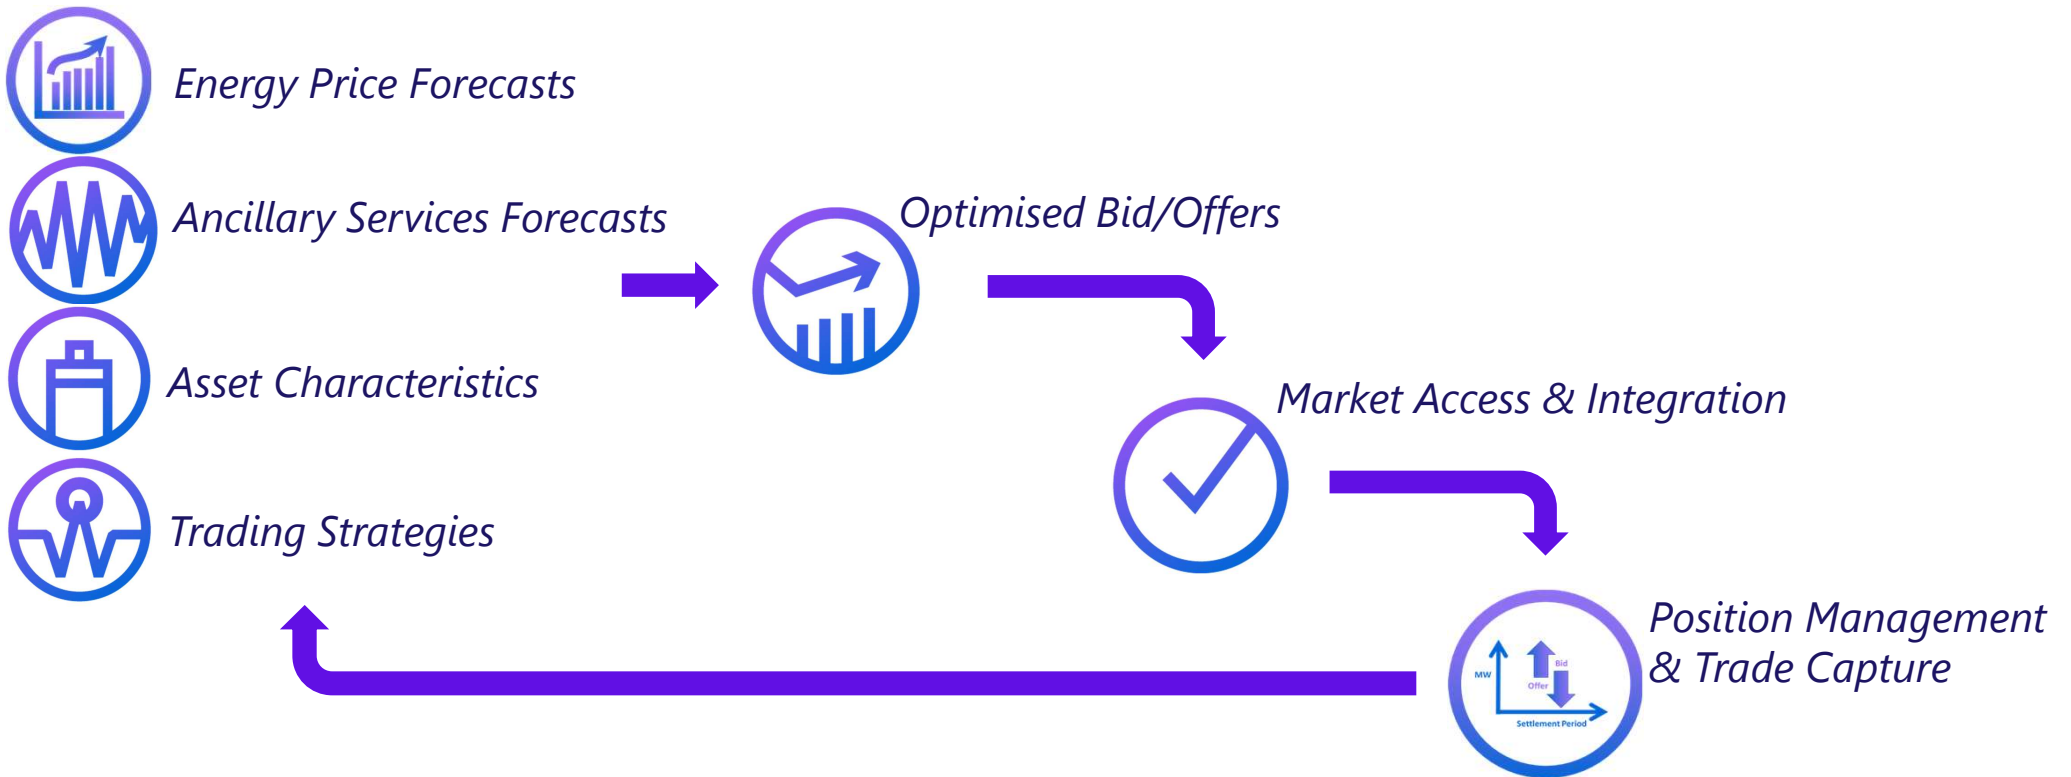 Energy Price Forecasts
Ancillary Services Forecasts
Optimised Bid/Offers
Asset Characteristics
Market Access & Integration
Trading Strategies
Position Management
& Trade Capture
MW
Bid
Offer
Settlement Period